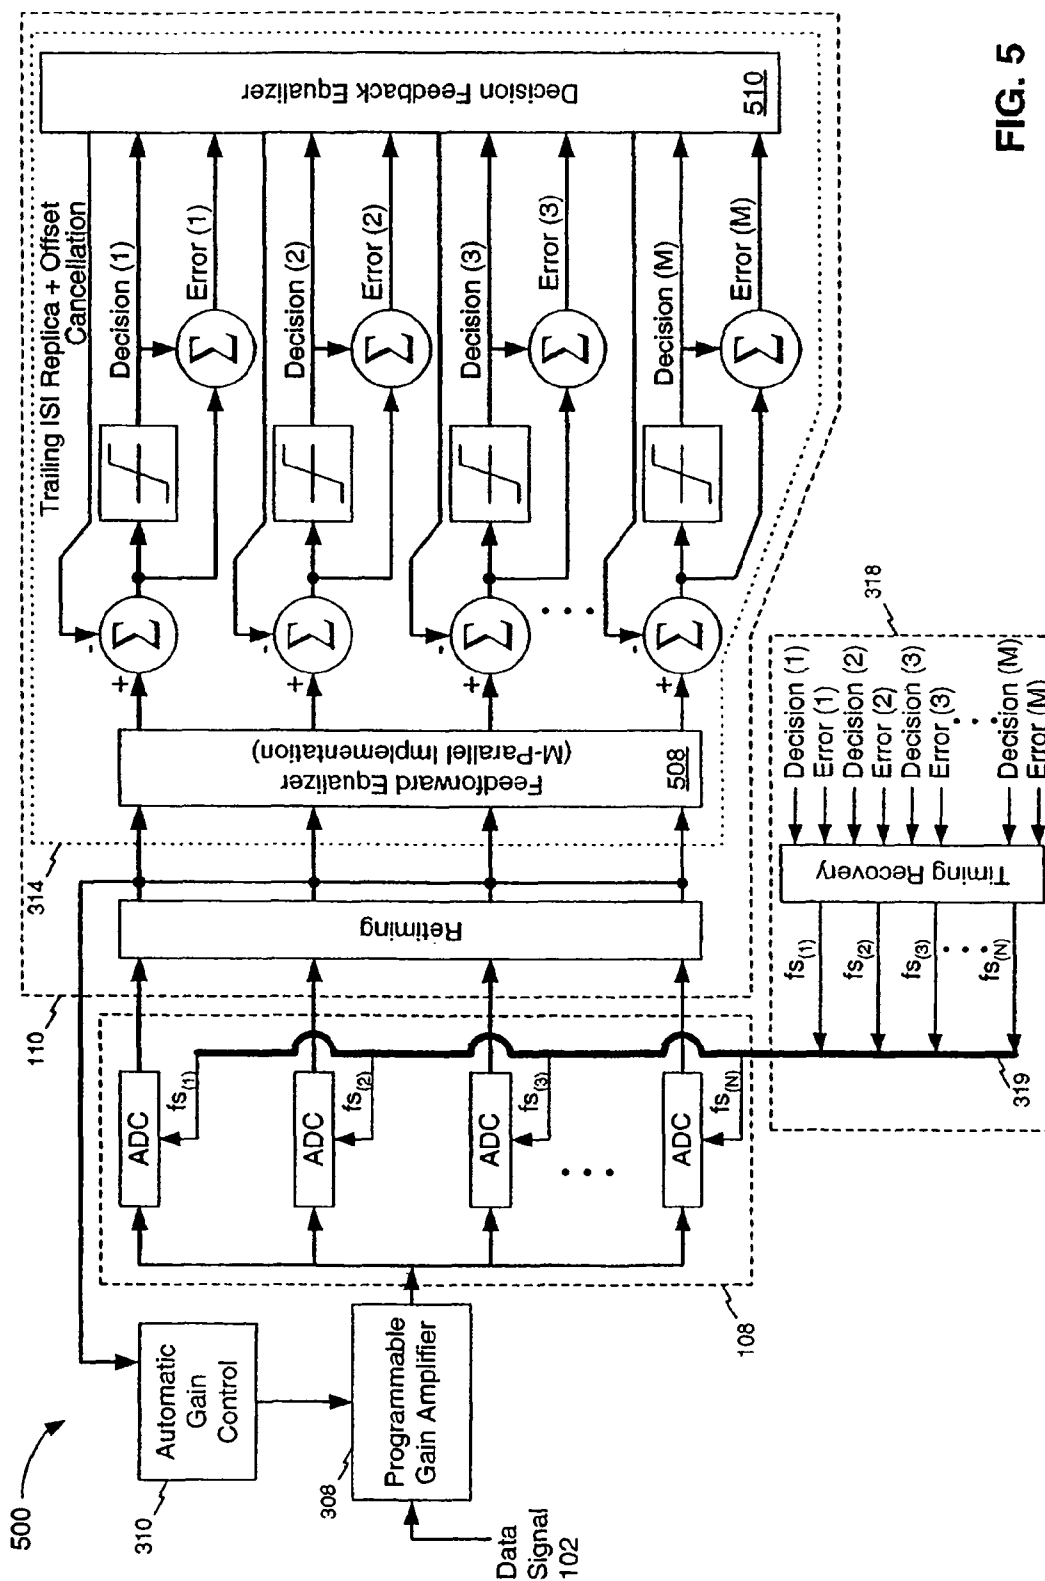 500
310
Automatic
Gain
Control
308
Programmable
Gain Amplifier
Data
Signal
102
108
ADC
fs(1)
ADC
fs(2)
ADC
fs(3)
• • •
ADC
fs(N)
110
Retiming
314
Feedforward Equalizer
(M-Parallel Implementation)
508
+
-
Σ
+
-
Σ
+
-
Σ
• • •
+
-
Σ
Trailing ISI Replica + Offset
Cancellation
Decision (1)
Σ
Error (1)
Decision (2)
Σ
Error (2)
Decision (3)
Σ
Error (3)
Decision (M)
Σ
Error (M)
Decision Feedback Equalizer
510
318
Decision (1)
Error (1)
Decision (2)
Error (2)
Decision (3)
Error (3)
• • •
Decision (M)
Error (M)
Timing Recovery
fs(1)
fs(2)
fs(3)
• • •
fs(N)
319
FIG. 5